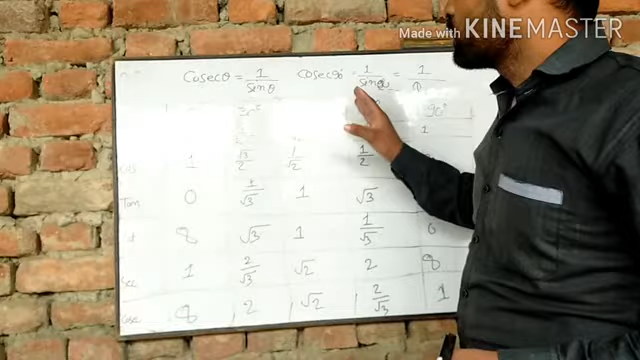 Made with KINEMASTER
Cosecθ = 1/sinθ cosec90° = 1/sin90 = 1/
90°
1
1 √3/2 1/√2 1/2
Tan 0 1/√3 1 √3
∞ √3 1 1/√3 0
Sec 1 2/√3 √2 2 ∞
Cosec ∞ 2 √2 2/√3 1